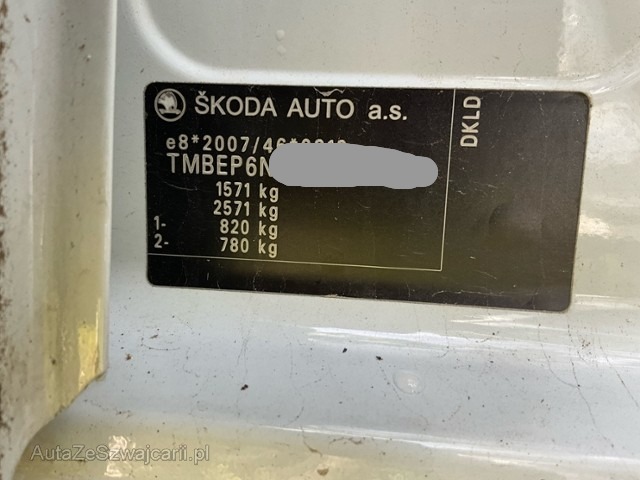 ŠKODA AUTO a.s.
e8*2007/46*
TMBEP6N
1571 kg
2571 kg
1- 820 kg
2- 780 kg
DKLD
AutaZeSzwajcarii.pl